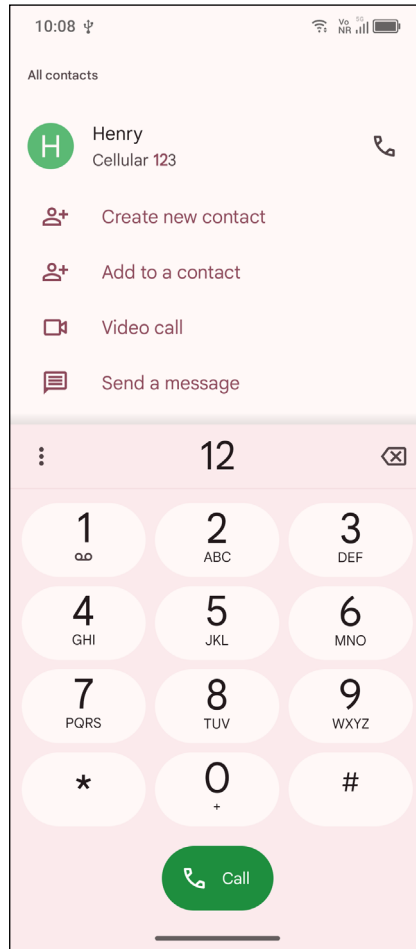 10:08
Vo NR 5G
All contacts
H
Henry
Cellular 123
Create new contact
Add to a contact
Video call
Send a message
12
1 2 3
ABC DEF
4 5 6
GHI JKL MNO
7 8 9
PQRS TUV WXYZ
* 0 #
+
Call